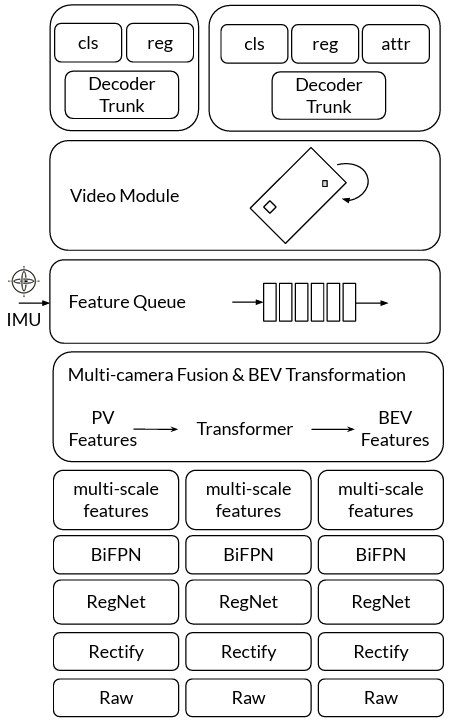 cls
reg
Decoder
Trunk
cls
reg
attr
Decoder
Trunk
Video Module
IMU
Feature Queue
Multi-camera Fusion & BEV Transformation
PV
Features
Transformer
BEV
Features
multi-scale
features
multi-scale
features
multi-scale
features
BiFPN
BiFPN
BiFPN
RegNet
RegNet
RegNet
Rectify
Rectify
Rectify
Raw
Raw
Raw